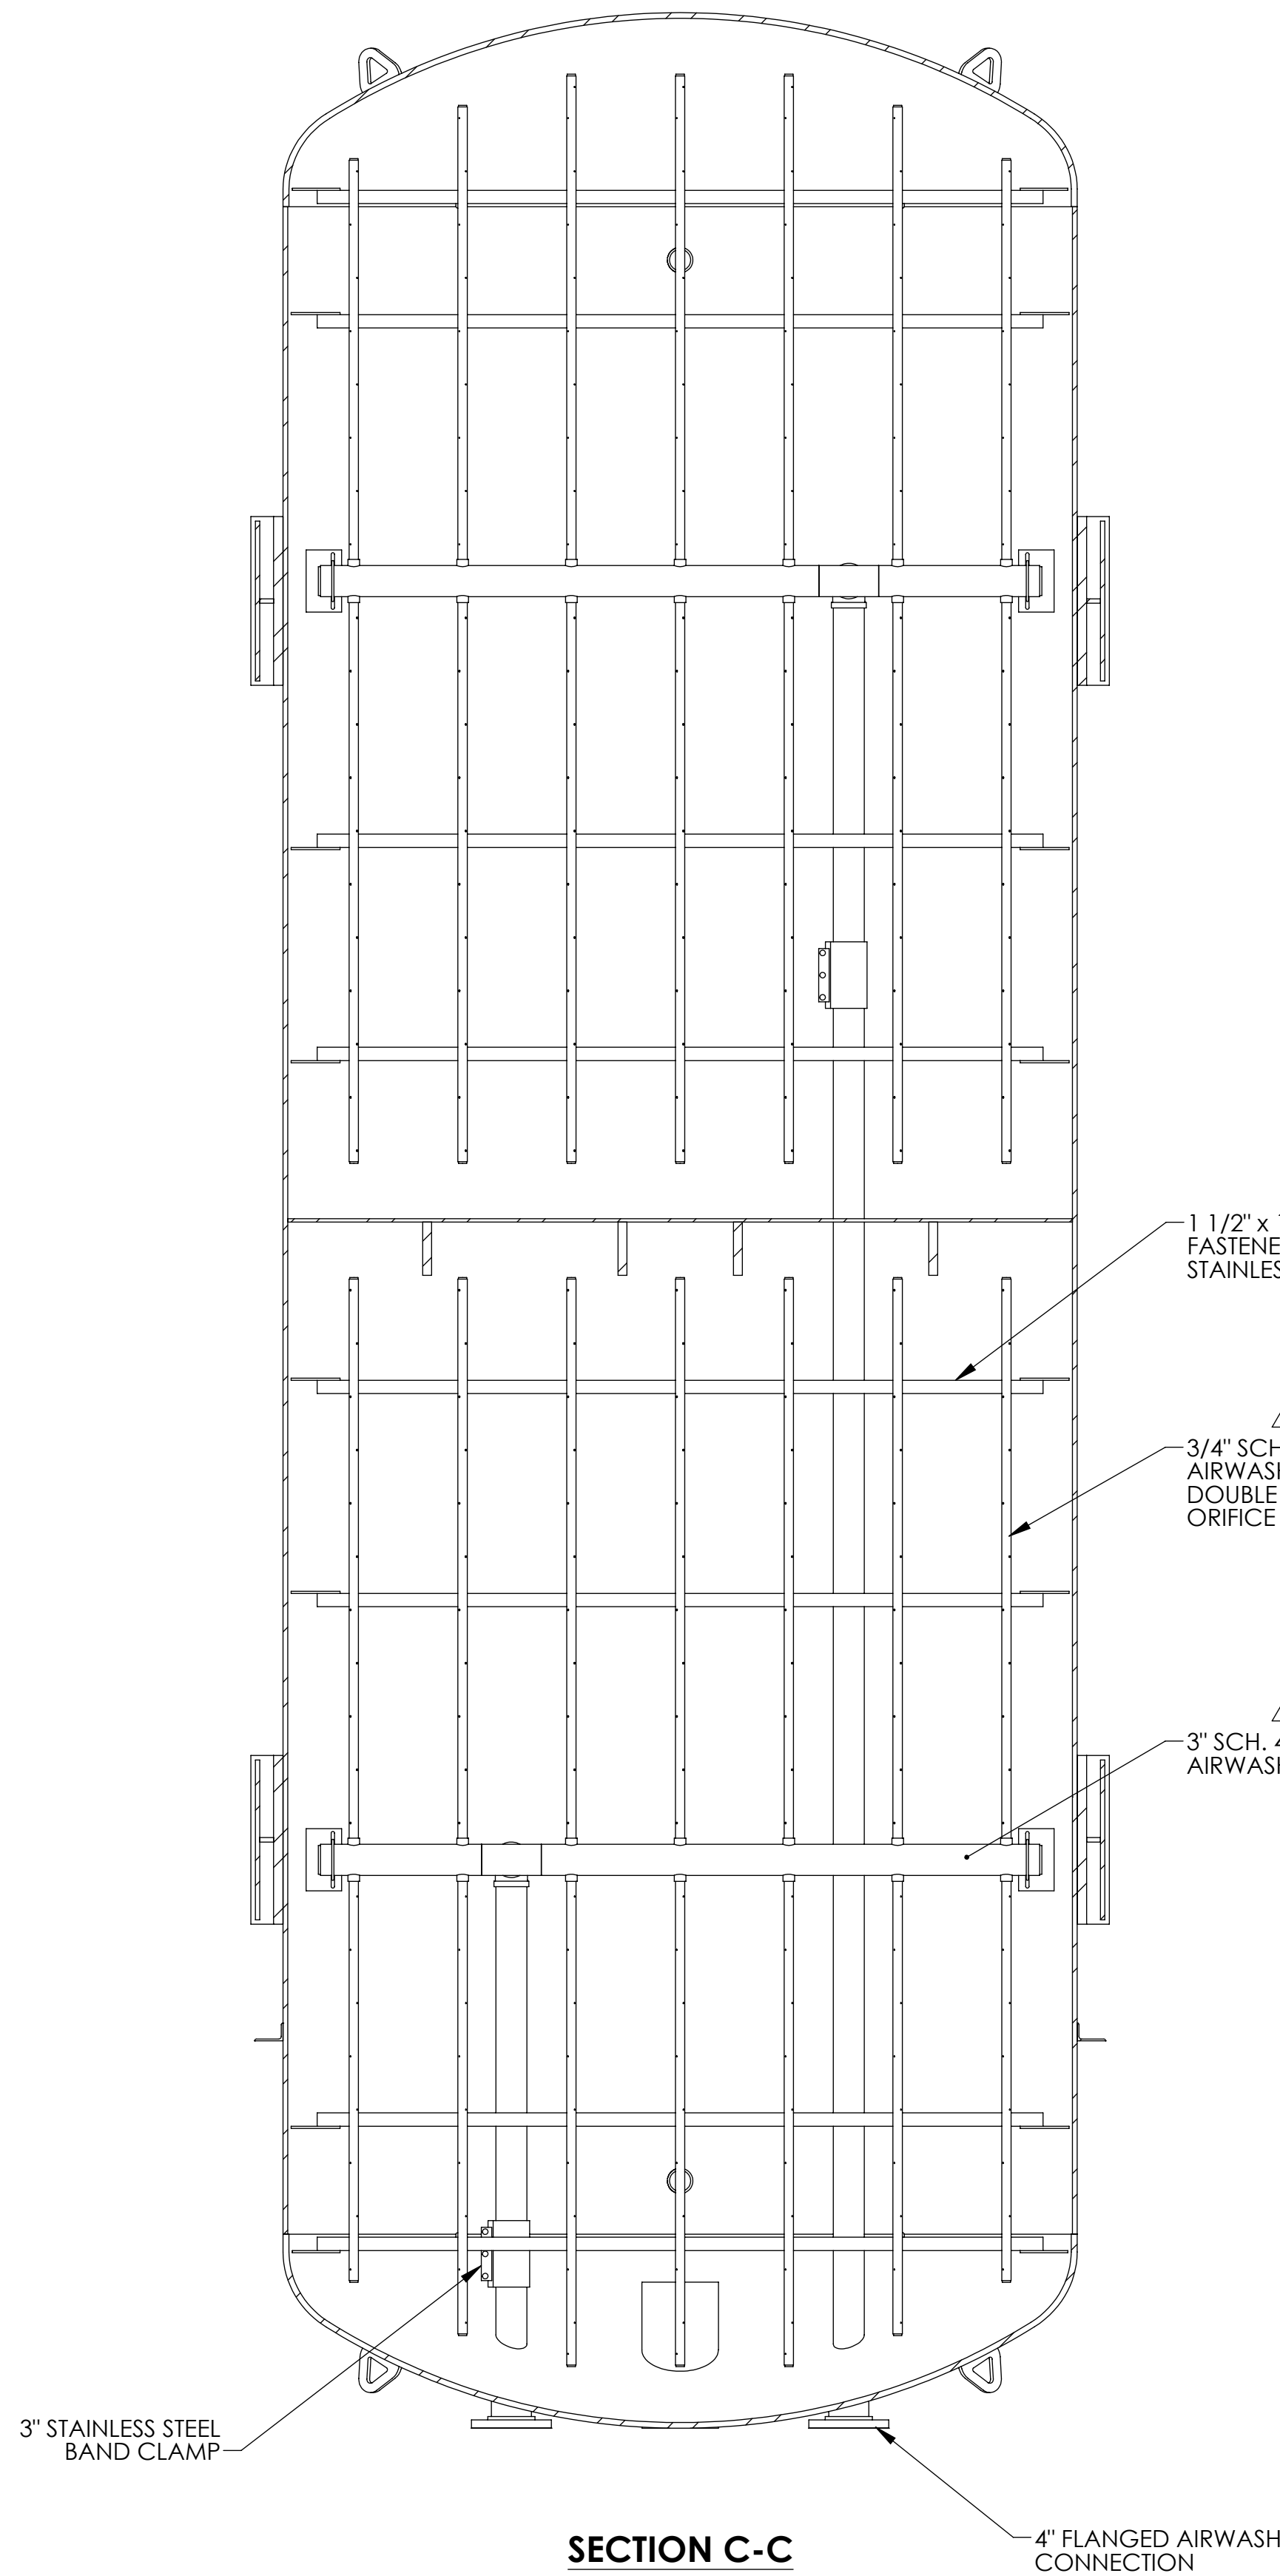 1 1/2" x
FASTENE
STAINLES
3/4" SCH
AIRWASH
DOUBLE
ORIFICE
3" SCH. 4
AIRWASH
3" STAINLESS STEEL
BAND CLAMP
4" FLANGED AIRWASH
CONNECTION
SECTION C-C